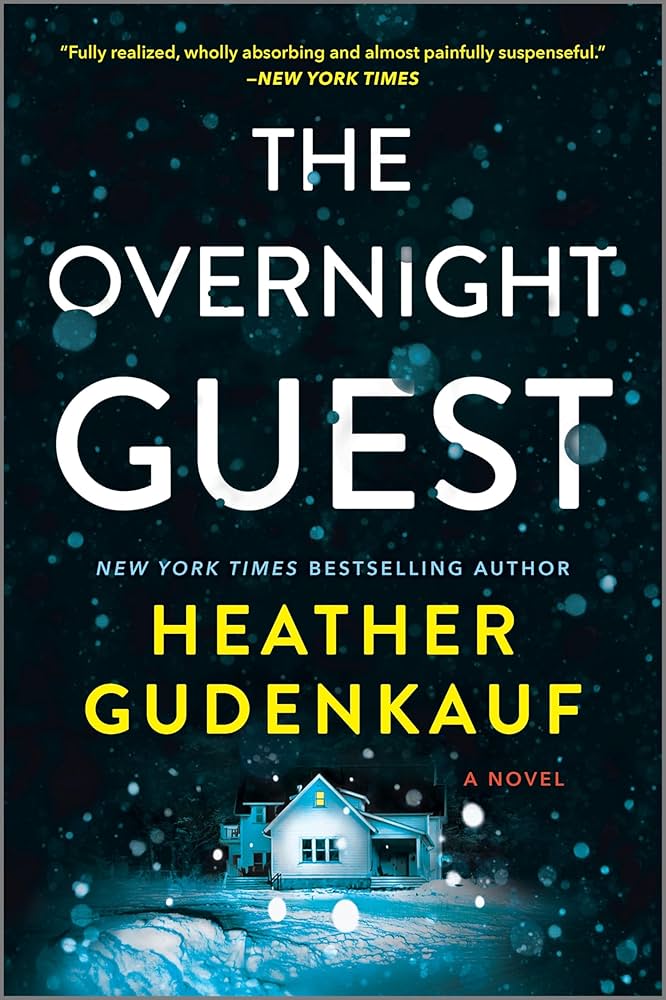 “Fully realized, wholly absorbing and almost painfully suspenseful.”
—NEW YORK TIMES
THE
OVERNIGHT
GUEST
NEW YORK TIMES BESTSELLING AUTHOR
HEATHER
GUDENKAUF
A NOVEL